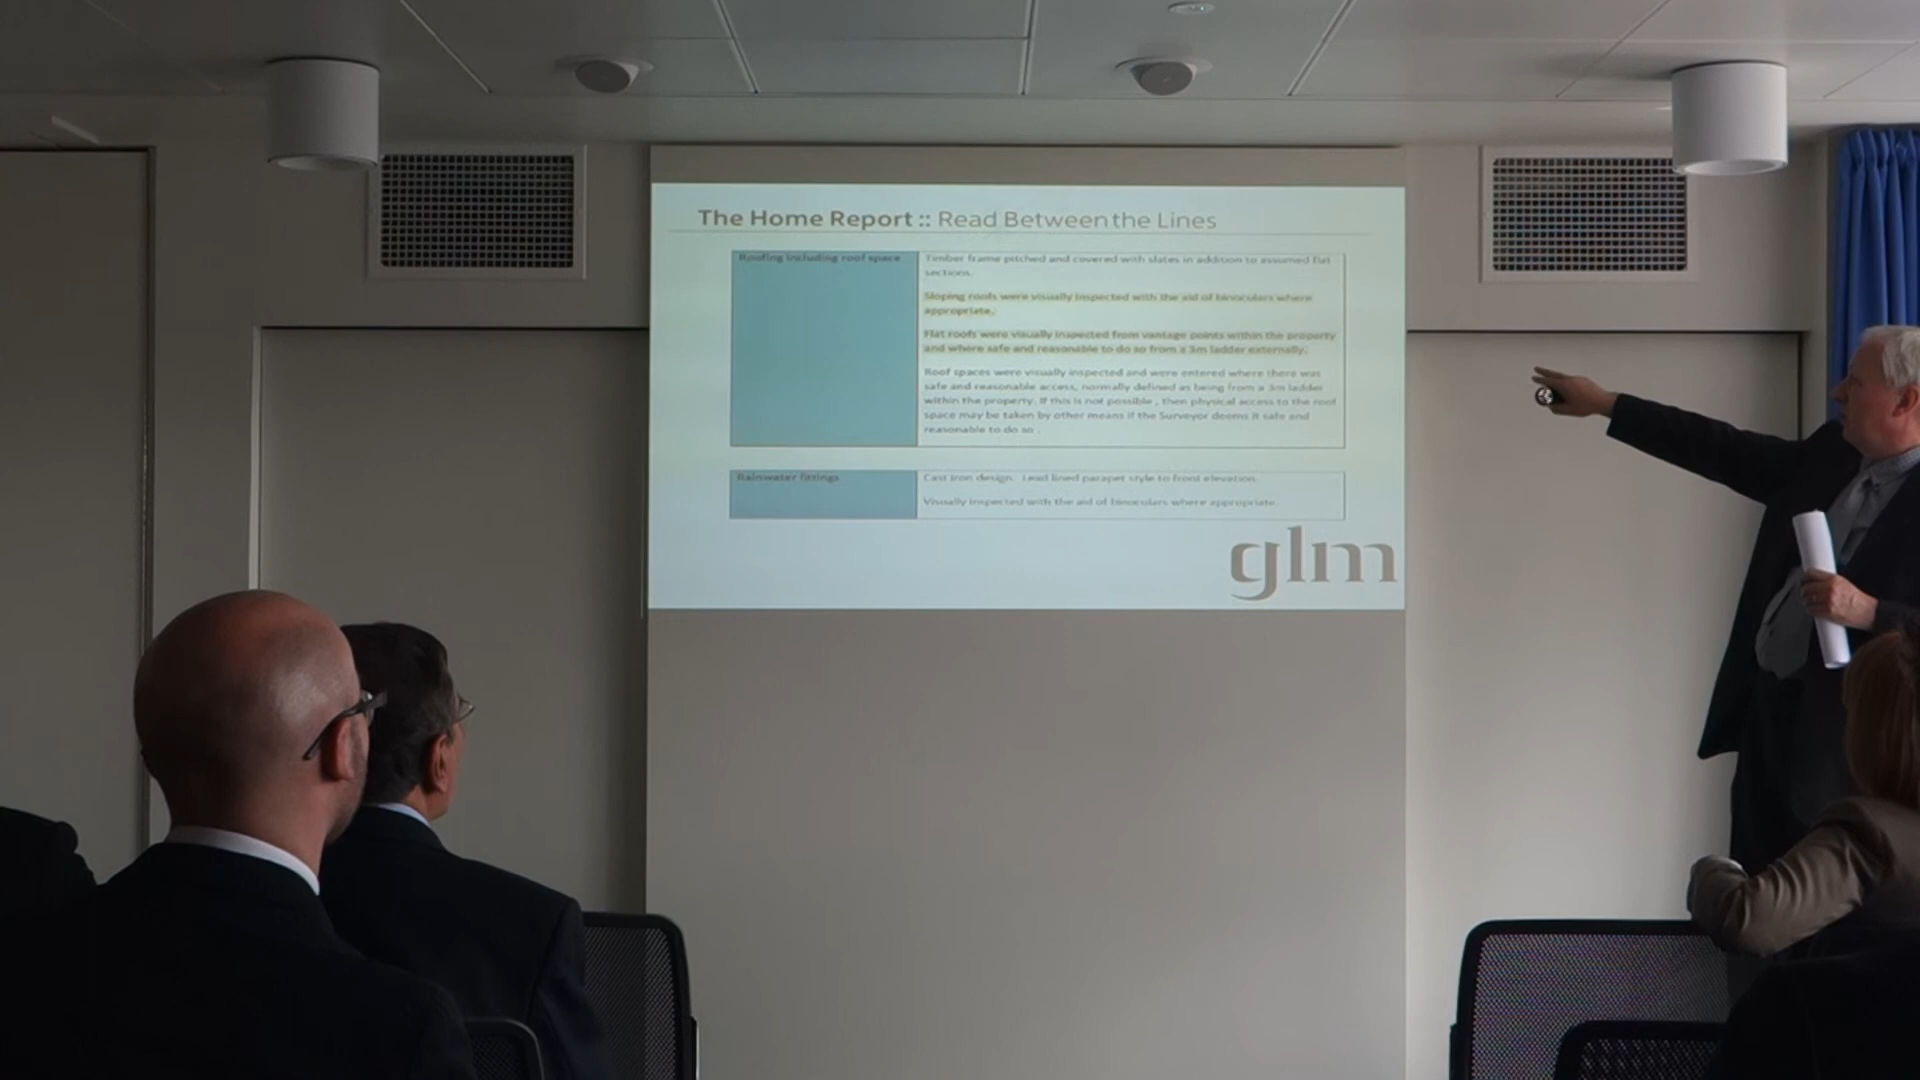 The Home Report :: Read Between the Lines
Roofing including roof space
Timber frame pitched and covered with slates in addition to assumed flat
sections.
Sloping roofs were visually inspected with the aid of binoculars where
appropriate.
Flat roofs were visually inspected from vantage points within the property
and where safe and reasonable to do so from a 3m ladder externally.
Roof spaces were visually inspected and were entered where there was
safe and reasonable access, normally defined as being from a 3m ladder
within the property. If this is not possible , then physical access to the roof
space may be taken by other means if the Surveyor deems it safe and
reasonable to do so .
Rainwater fittings
Cast iron design. Lead lined parapet style to front elevation.
Visually inspected with the aid of binoculars where appropriate.
glm